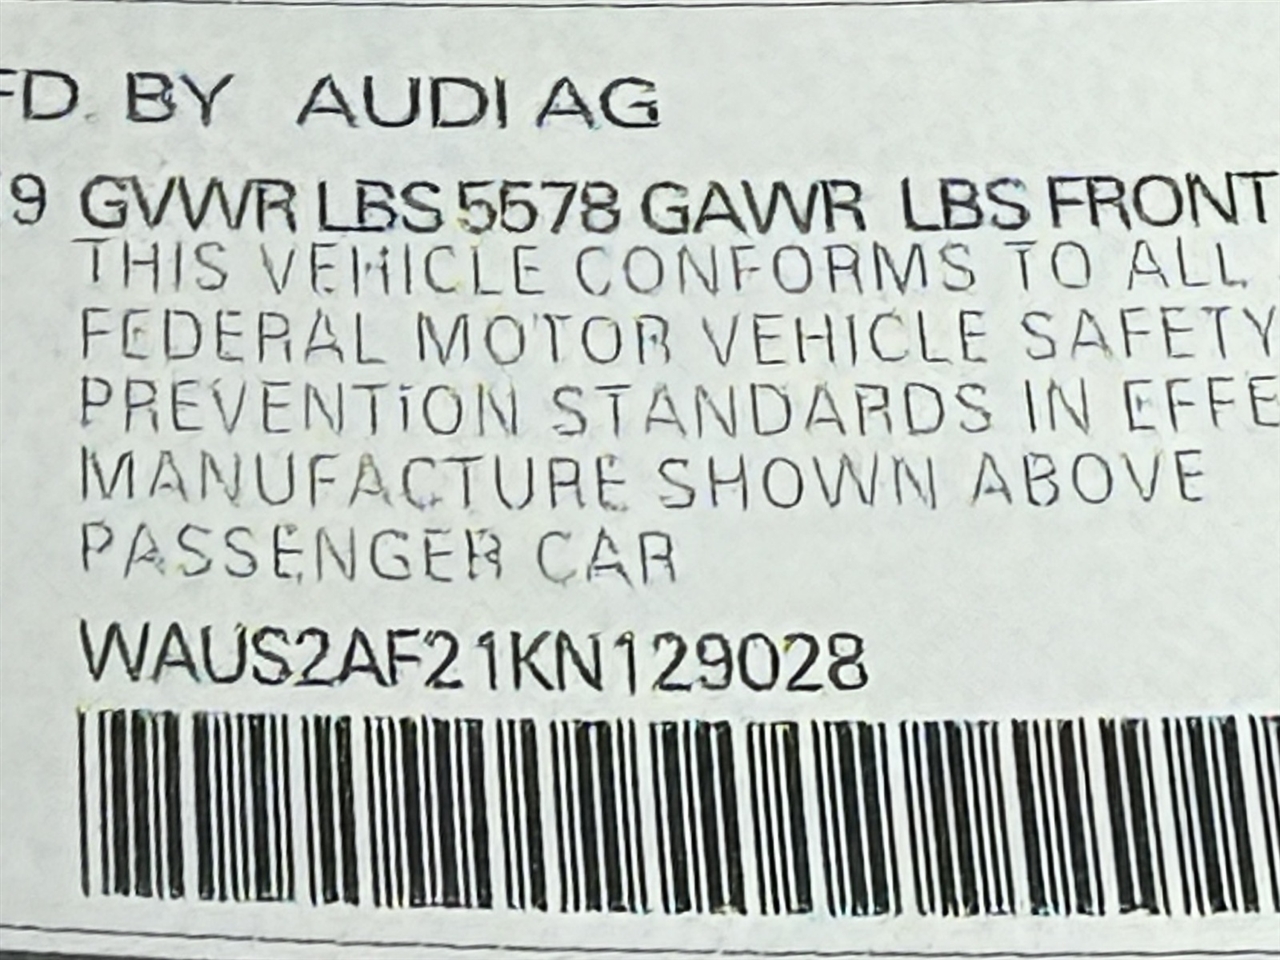 FD. BY AUDI AG
9 GVWR LBS 5578 GAWR LBS FRONT
THIS VEHICLE CONFORMS TO ALL
FEDERAL MOTOR VEHICLE SAFETY
PREVENTION STANDARDS IN EFFE
MANUFACTURE SHOWN ABOVE
PASSENGER CAR
WAUS2AF21KN129028